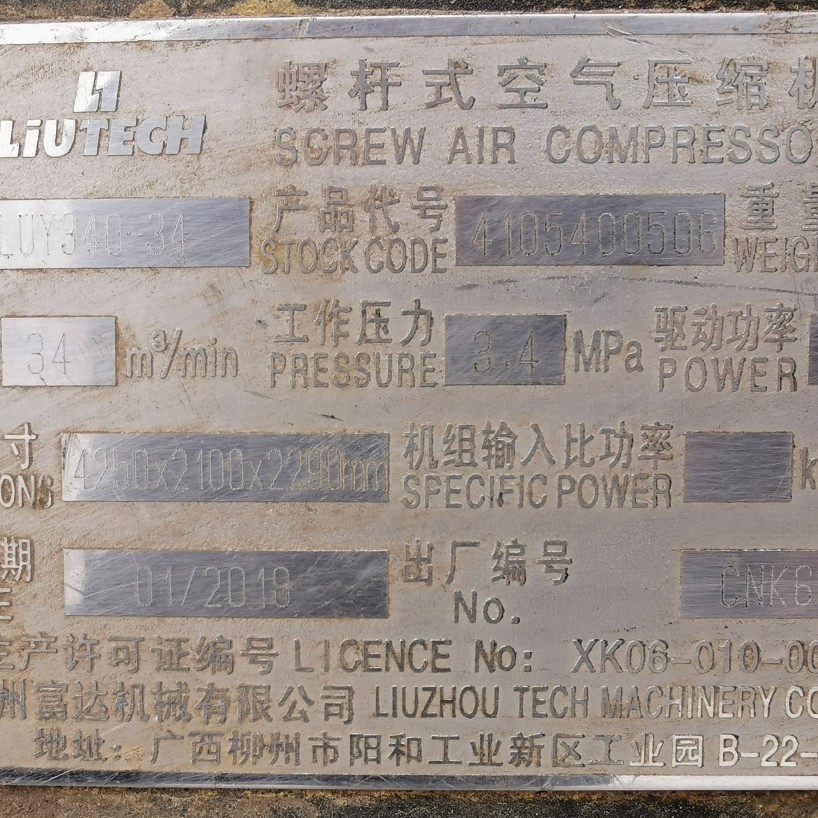 LIUTECH
螺杆式空气压缩机
SCREW AIR COMPRESSO
LUY340-34 产品代号 4105400506 重量
STOCK CODE WEIGH
34 m³/min 工作压力 3.4 MPa 驱动功率
PRESSURE POWER
寸 4250x2100x2290mm 机组输入比功率 k
ONS SPECIFIC POWER
期 01/2018 出厂编号 CNK6
E No.
生产许可证编号 LICENCE No: XK06-010-00
州富达机械有限公司 LIUZHOU TECH MACHINERY CO
地址: 广西柳州市阳和工业新区工业园 B-22-